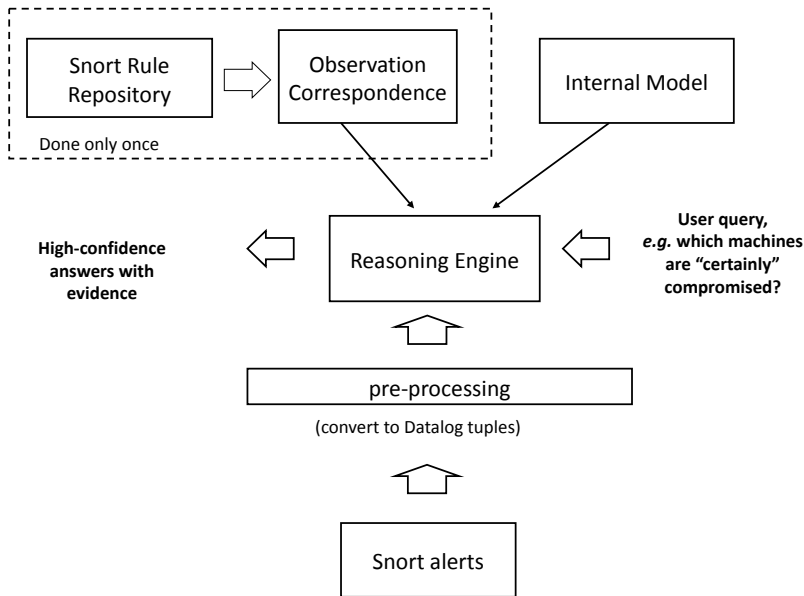 Snort Rule
Repository
Observation
Correspondence
Internal Model
Done only once
High-confidence
answers with
evidence
Reasoning Engine
User query,
e.g. which machines
are “certainly”
compromised?
pre-processing
(convert to Datalog tuples)
Snort alerts